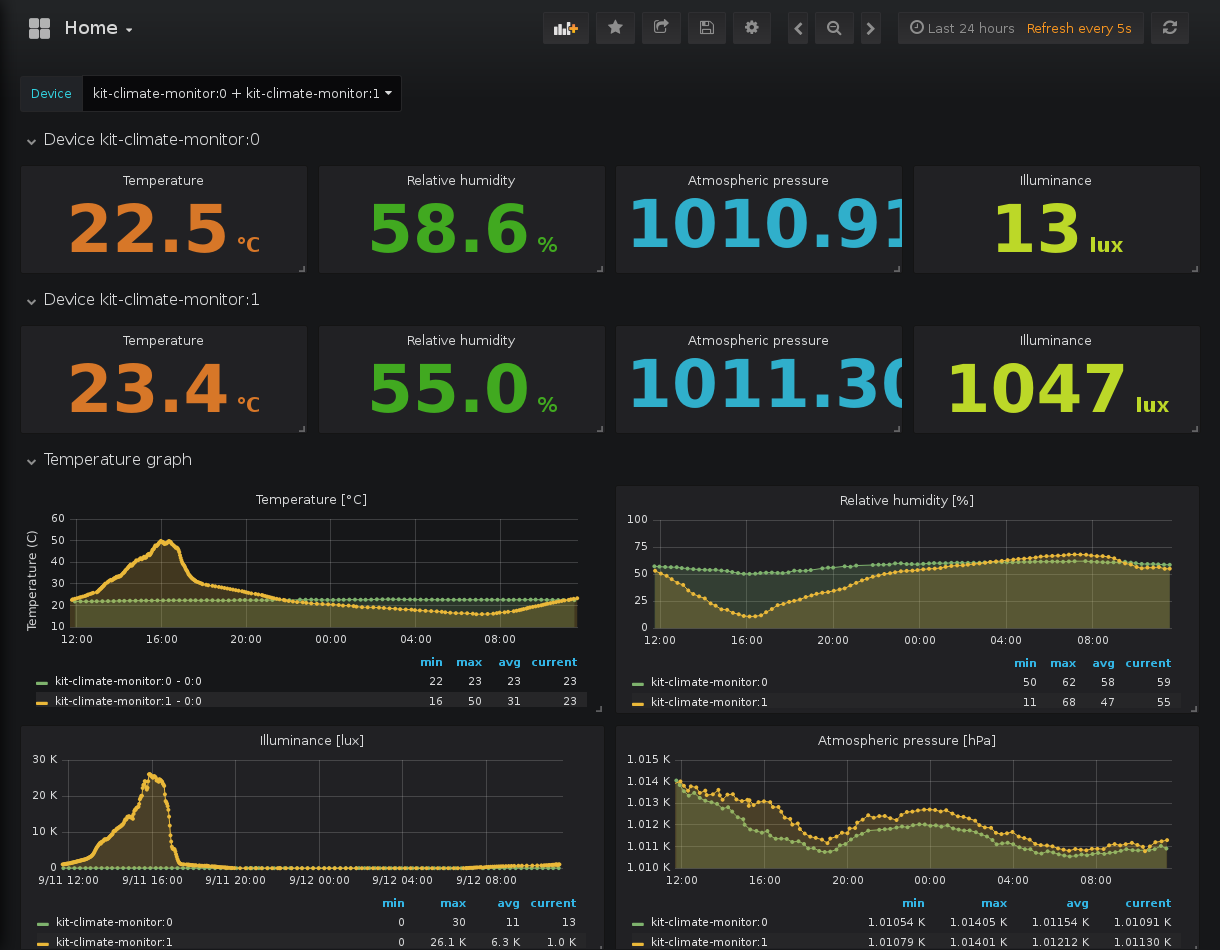 Home
Last 24 hours Refresh every 5s
Device kit-climate-monitor:0 + kit-climate-monitor:1
Device kit-climate-monitor:0
Temperature
22.5 °C
Relative humidity
58.6 %
Atmospheric pressure
1010.91
Illuminance
13 lux
Device kit-climate-monitor:1
Temperature
23.4 °C
Relative humidity
55.0 %
Atmospheric pressure
1011.30
Illuminance
1047 lux
Temperature graph
Temperature [°C]
Temperature (C)
60
50
40
30
20
10
12:00 16:00 20:00 00:00 04:00 08:00
min max avg current
kit-climate-monitor:0 - 0:0 22 23 23 23
kit-climate-monitor:1 - 0:0 16 50 31 23
Relative humidity [%]
100
75
50
25
0
12:00 16:00 20:00 00:00 04:00 08:00
min max avg current
kit-climate-monitor:0 50 62 58 59
kit-climate-monitor:1 11 68 47 55
Illuminance [lux]
30 K
20 K
10 K
0
9/11 12:00 9/11 16:00 9/11 20:00 9/12 00:00 9/12 04:00 9/12 08:00
min max avg current
kit-climate-monitor:0 0 30 11 13
kit-climate-monitor:1 0 26.1 K 6.3 K 1.0 K
Atmospheric pressure [hPa]
1.015 K
1.014 K
1.013 K
1.012 K
1.011 K
1.010 K
12:00 16:00 20:00 00:00 04:00 08:00
min max avg current
kit-climate-monitor:0 1.01054 K 1.01405 K 1.01154 K 1.01091 K
kit-climate-monitor:1 1.01079 K 1.01401 K 1.01212 K 1.01130 K